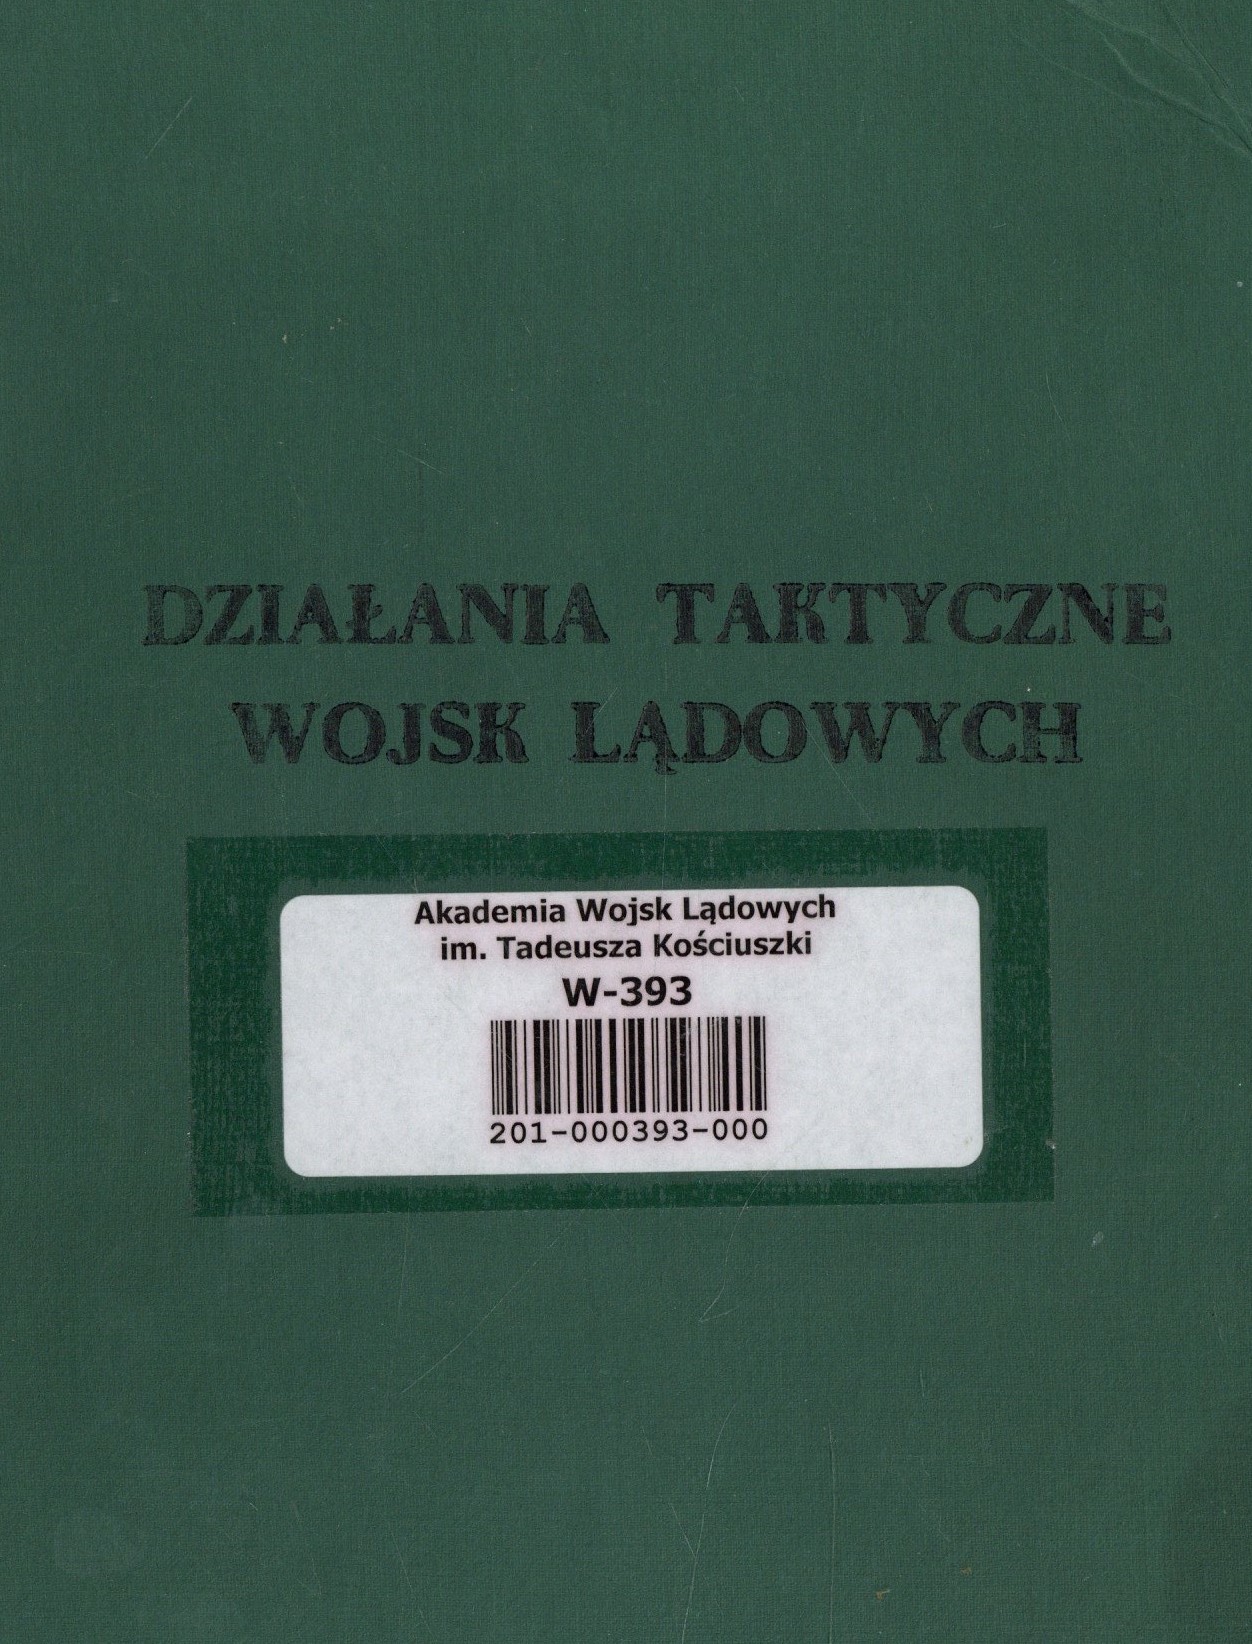 DZIAŁANIA TAKTYCZNE
WOJSK LĄDOWYCH
Akademia Wojsk Lądowych
im. Tadeusza Kościuszki
W-393
201-000393-000